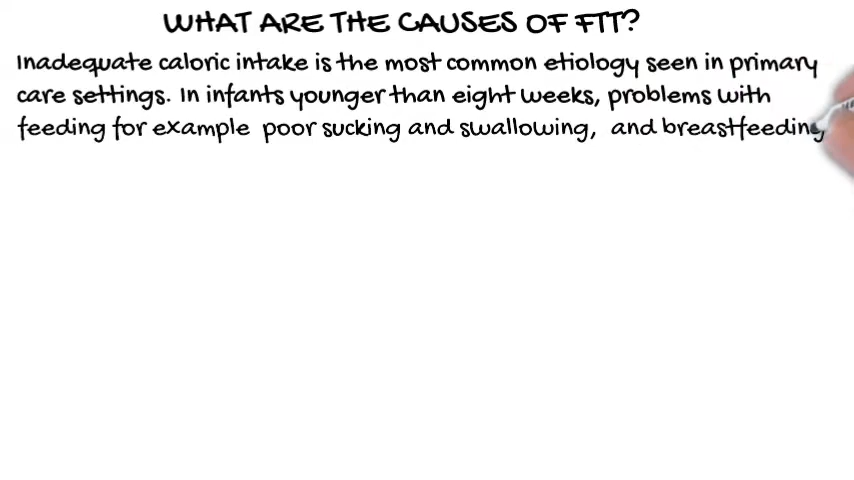 WHAT ARE THE CAUSES OF FTT?
Inadequate caloric intake is the most common etiology seen in primary
care settings. In infants younger than eight weeks, problems with
feeding for example poor sucking and swallowing, and breastfeeding